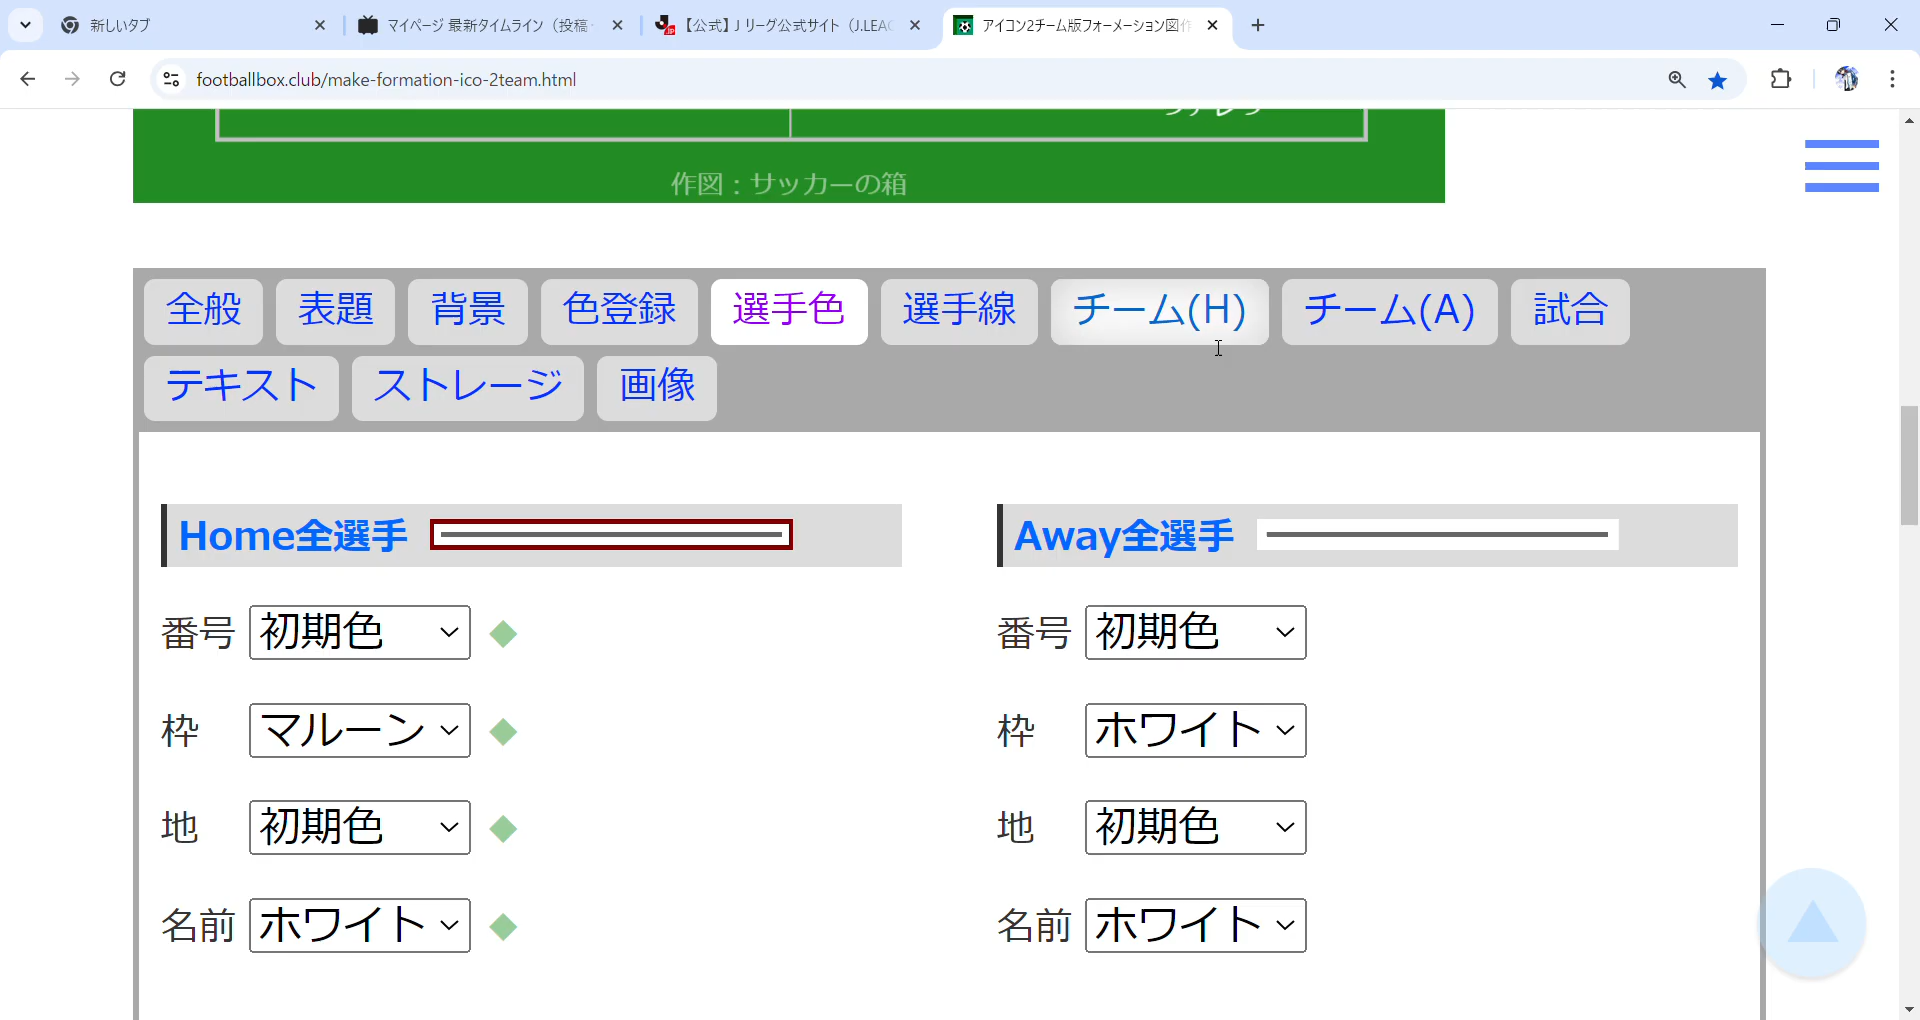 新しいタブ
マイページ 最新タイムライン（投稿
【公式】Jリーグ公式サイト（J.LEAG
アイコン2チーム版フォーメーション図作
footballbox.club/make-formation-ico-2team.html
作図：サッカーの箱
全般 表題 背景 色登録 選手色 選手線 チーム(H) チーム(A) 試合
テキスト ストレージ 画像
Home全選手 Away全選手
番号 初期色 番号 初期色
枠 マルーン 枠 ホワイト
地 初期色 地 初期色
名前 ホワイト 名前 ホワイト